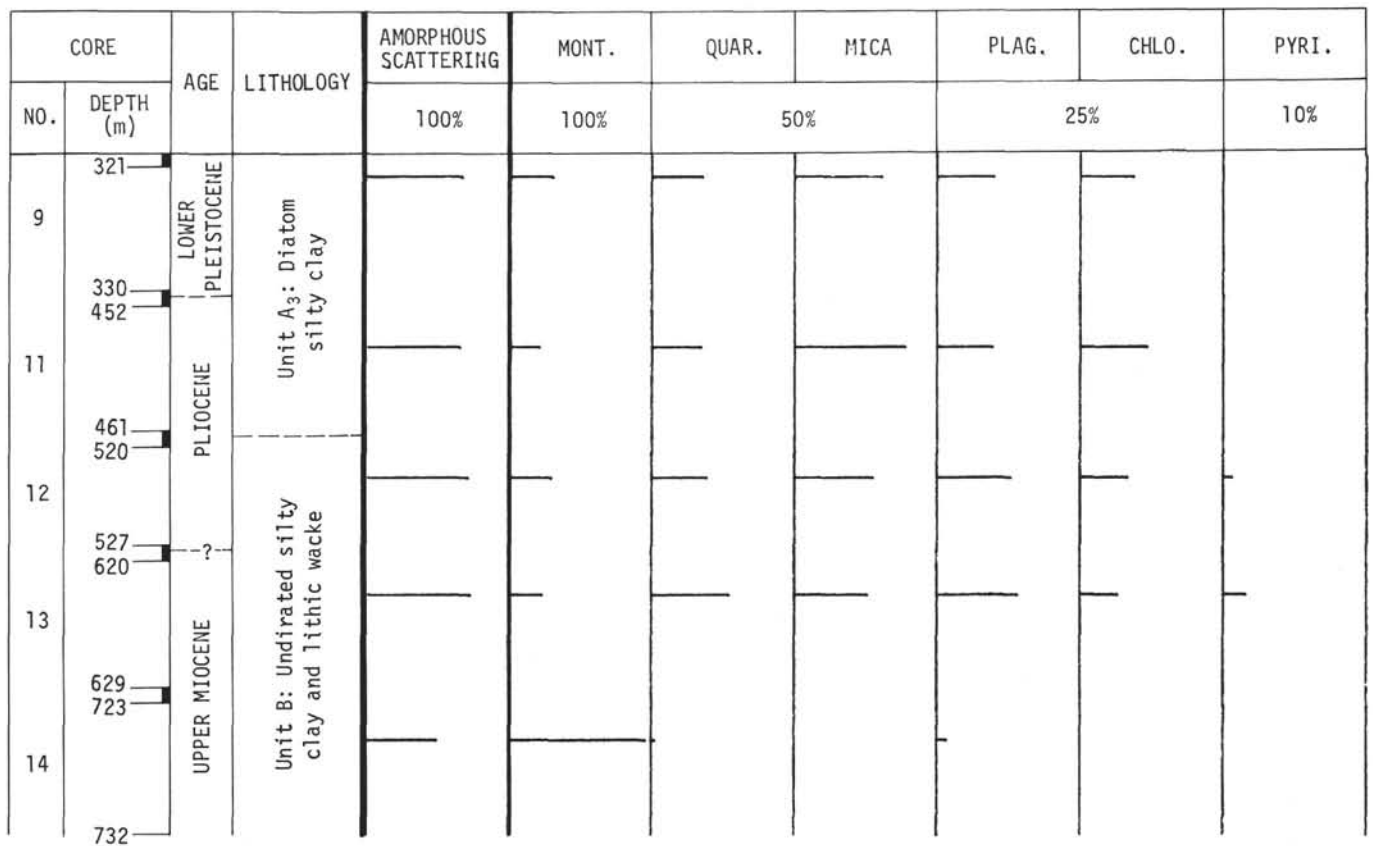 CORE
AGE
LITHOLOGY
AMORPHOUS
SCATTERING
MONT.
QUAR.
MICA
PLAG.
CHLO.
PYRI.
NO.
DEPTH
(m)
100%
100%
50%
25%
10%
321
9
330
452
11
461
520
12
527
620
13
629
723
14
732
LOWER
PLEISTOCENE
PLIOCENE
?
UPPER MIOCENE
Unit A3: Diatom
silty clay
Unit B: Undirated silty
clay and lithic wacke